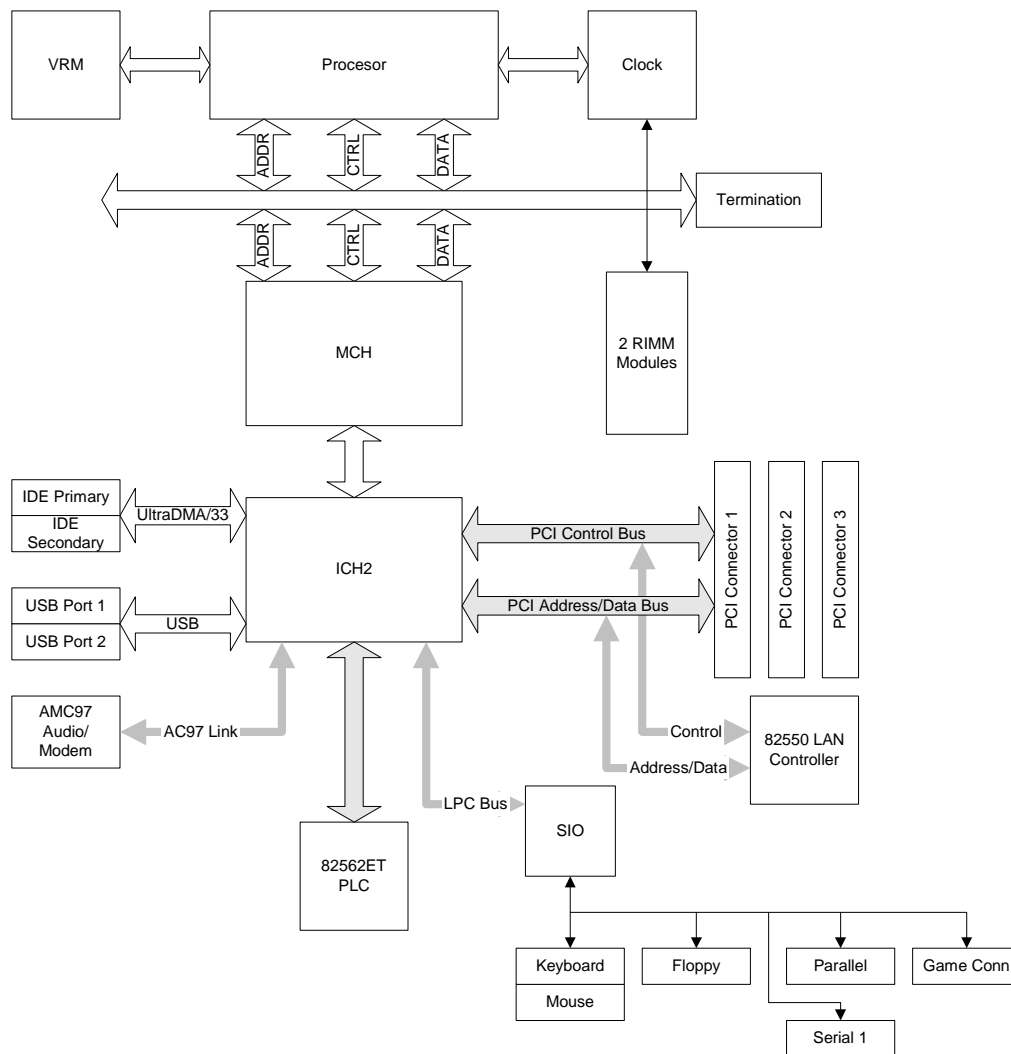 VRM
Procesor
Clock
ADDR
CTRL
DATA
Termination
ADDR
CTRL
DATA
MCH
2 RIMM
Modules
IDE Primary
IDE
Secondary
UltraDMA/33
ICH2
PCI Control Bus
PCI Address/Data Bus
PCI Connector 1
PCI Connector 2
PCI Connector 3
USB Port 1
USB Port 2
USB
AMC97
Audio/
Modem
AC97 Link
Control
Address/Data
82550 LAN
Controller
LPC Bus
SIO
82562ET
PLC
Keyboard
Mouse
Floppy
Parallel
Game Conn
Serial 1